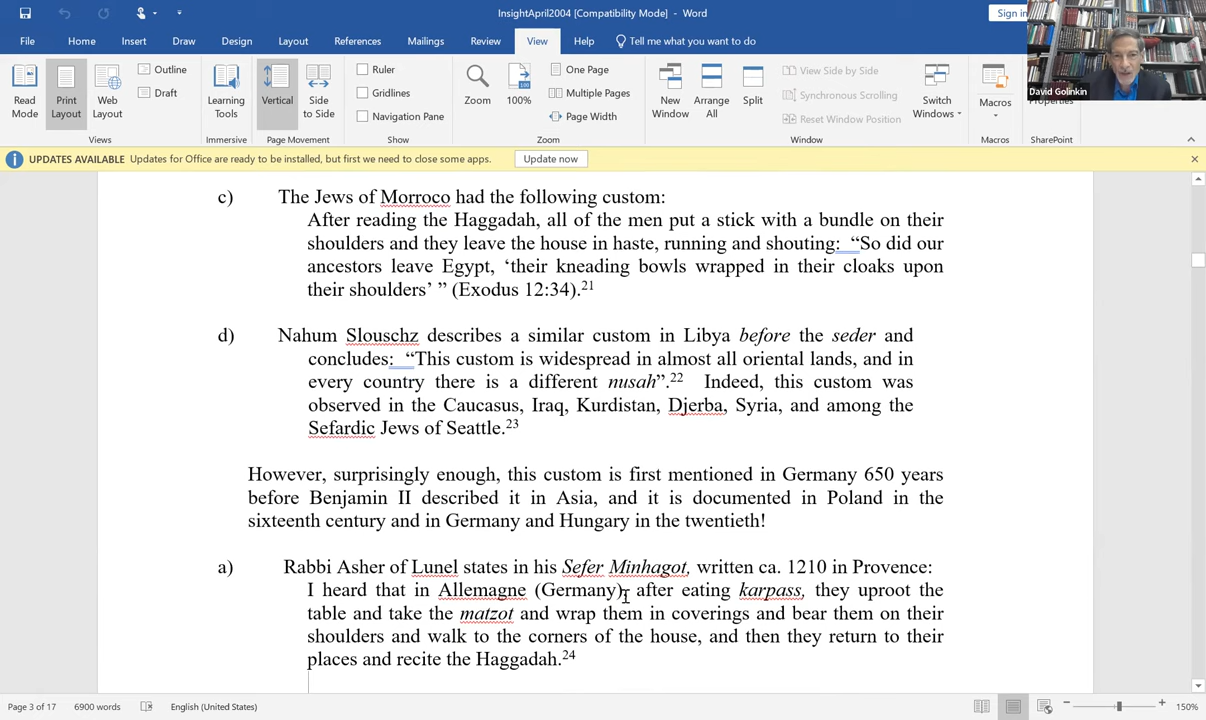 InsightApril2004 [Compatibility Mode] - Word
Sign in
File Home Insert Draw Design Layout References Mailings Review View Help Tell me what you want to do
Read Mode
Print Layout
Web Layout
Outline
Draft
Views
Learning Tools
Immersive
Vertical
Side to Side
Page Movement
Ruler
Gridlines
Navigation Pane
Show
Zoom
100%
One Page
Multiple Pages
Page Width
Zoom
New Window
Arrange All
Split
View Side by Side
Synchronous Scrolling
Reset Window Position
Switch Windows
Window
Macros
Macros
Properties
SharePoint
David Golinkin
UPDATES AVAILABLE Updates for Office are ready to be installed, but first we need to close some apps. Update now
c) The Jews of Morroco had the following custom:
After reading the Haggadah, all of the men put a stick with a bundle on their
shoulders and they leave the house in haste, running and shouting: “So did our
ancestors leave Egypt, ‘their kneading bowls wrapped in their cloaks upon
their shoulders’ ” (Exodus 12:34).21
d) Nahum Slouschz describes a similar custom in Libya before the seder and
concludes: “This custom is widespread in almost all oriental lands, and in
every country there is a different nusah”.22 Indeed, this custom was
observed in the Caucasus, Iraq, Kurdistan, Djerba, Syria, and among the
Sefardic Jews of Seattle.23
However, surprisingly enough, this custom is first mentioned in Germany 650 years
before Benjamin II described it in Asia, and it is documented in Poland in the
sixteenth century and in Germany and Hungary in the twentieth!
a) Rabbi Asher of Lunel states in his Sefer Minhagot, written ca. 1210 in Provence:
I heard that in Allemagne (Germany), after eating karpass, they uproot the
table and take the matzot and wrap them in coverings and bear them on their
shoulders and walk to the corners of the house, and then they return to their
places and recite the Haggadah.24
Page 3 of 17 6900 words English (United States) 150%